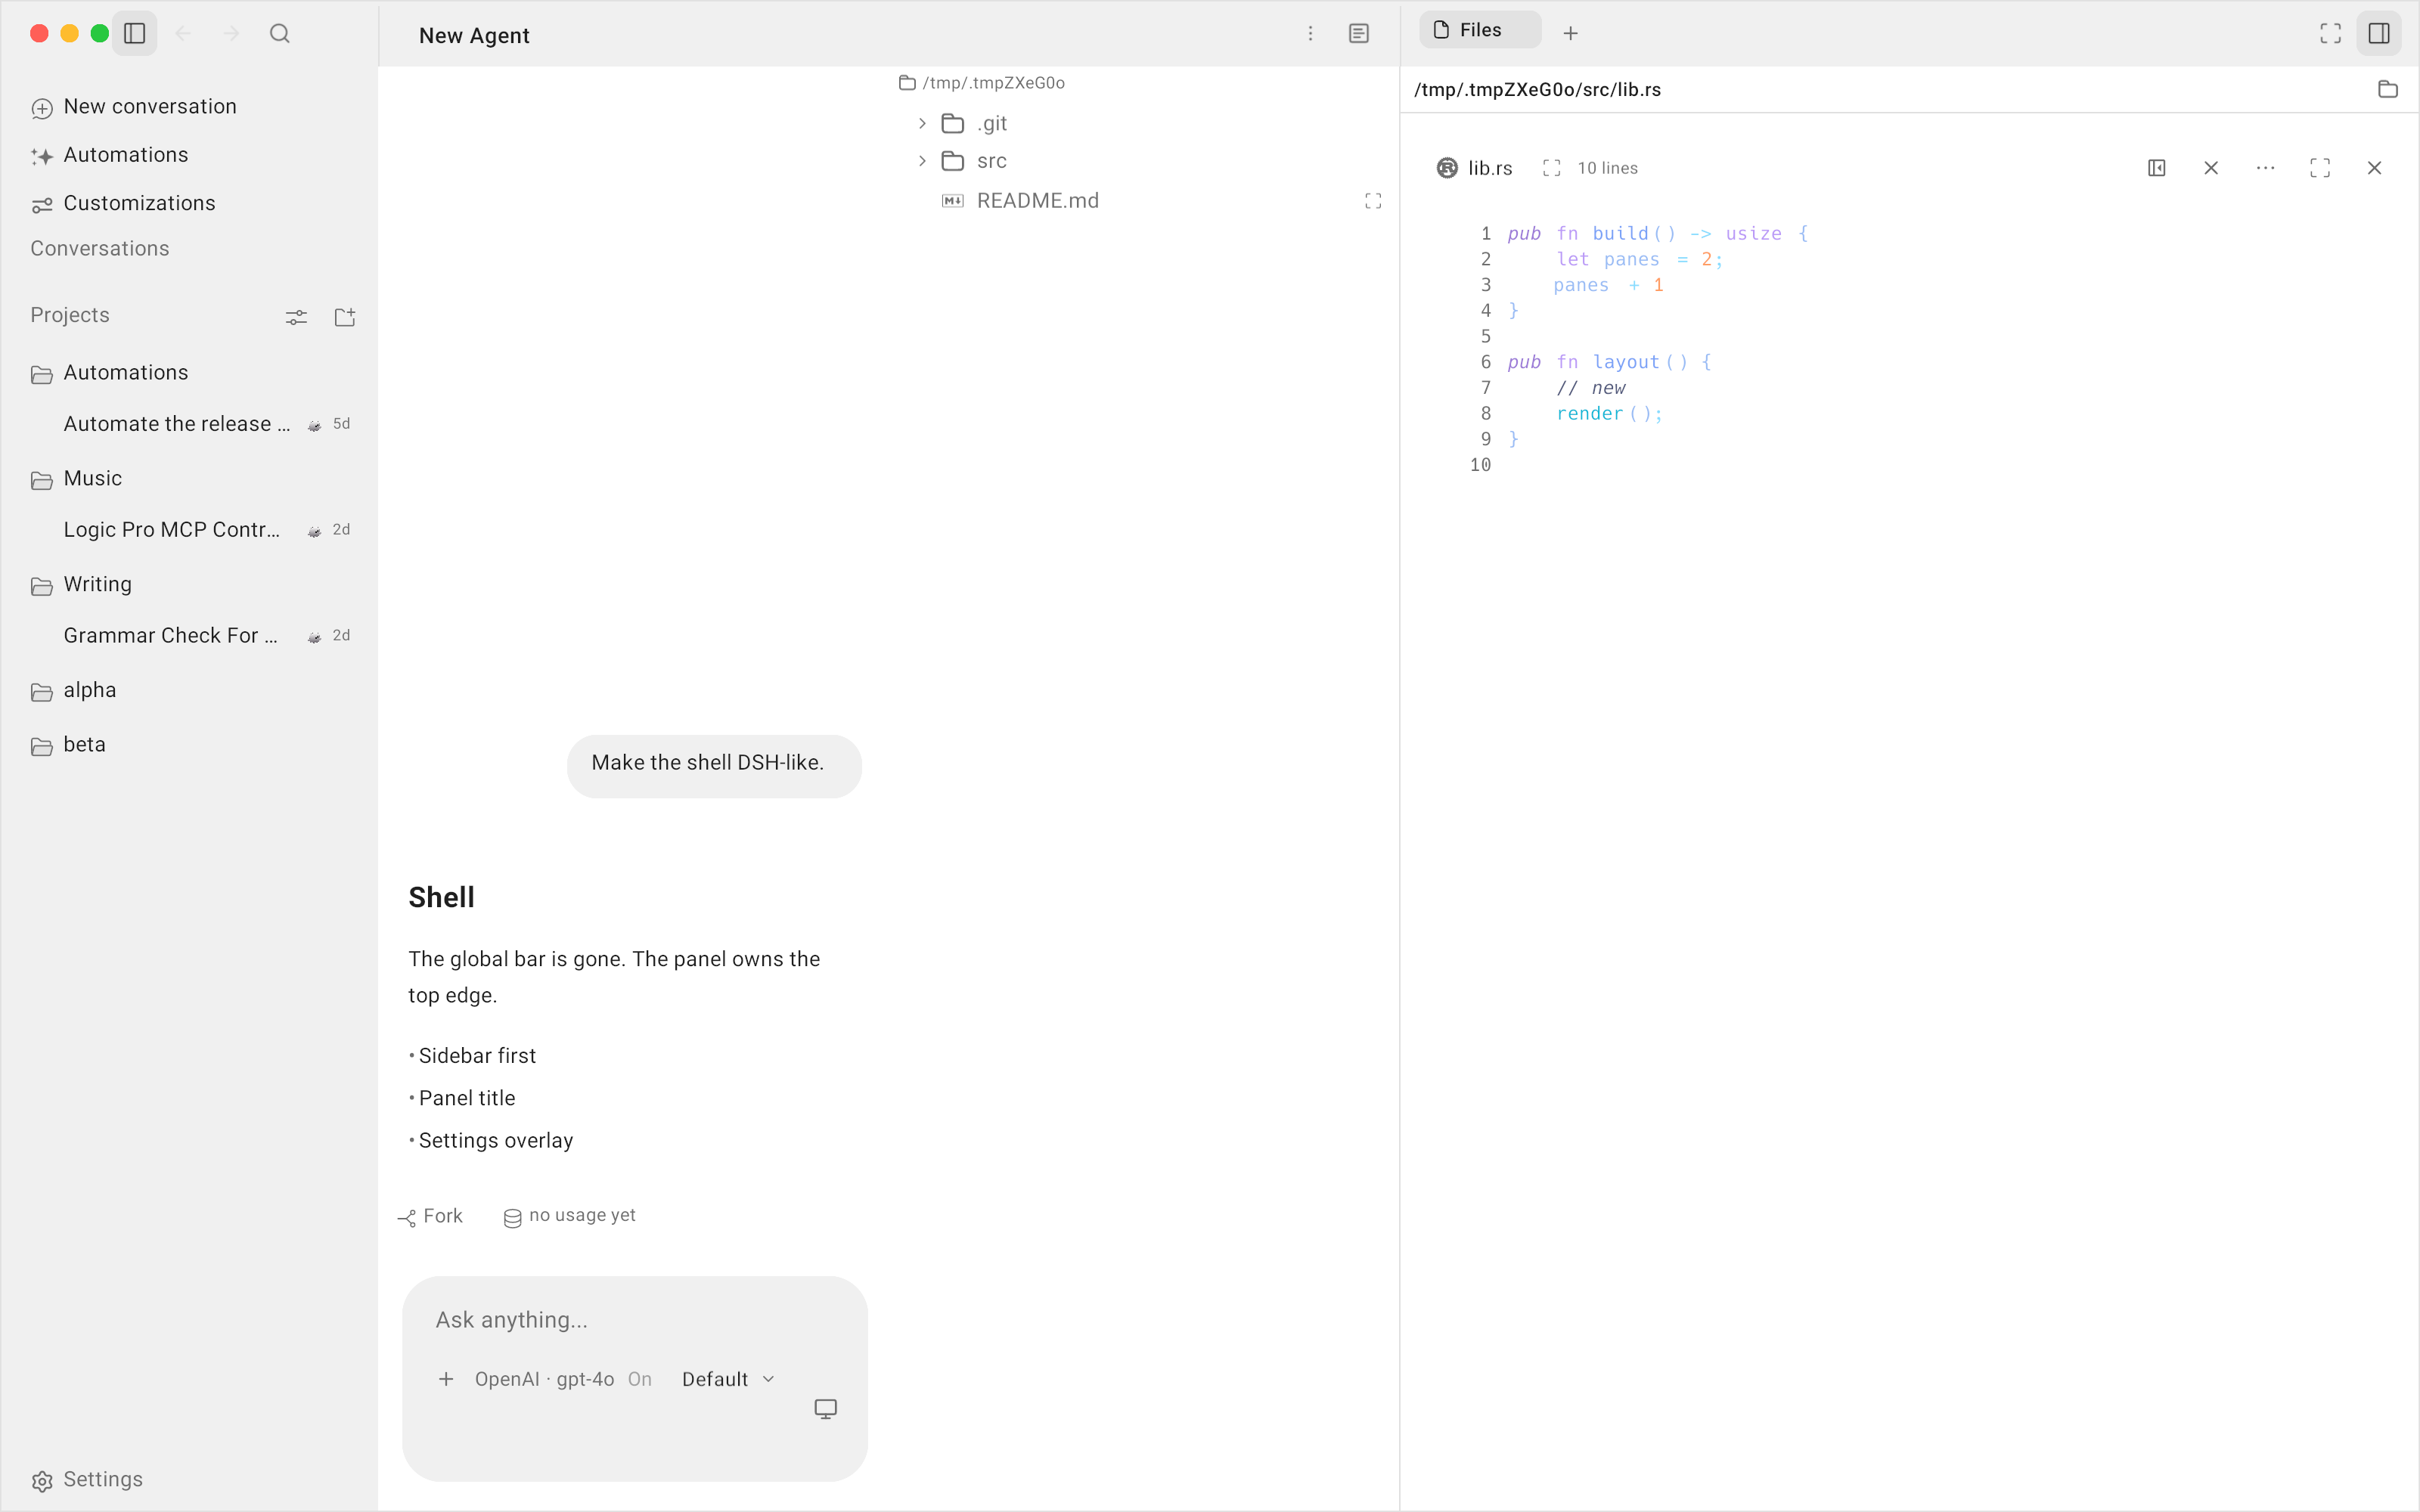 New Agent
Files
New conversation
Automations
Customizations
Conversations
Projects
Automations
Automate the release ...
5d
Music
Logic Pro MCP Contr...
2d
Writing
Grammar Check For ...
2d
alpha
beta
Settings
/tmp/.tmpZXeG0o
.git
src
README.md
Make the shell DSH-like.
Shell
The global bar is gone. The panel owns the
top edge.
• Sidebar first
• Panel title
• Settings overlay
Fork
no usage yet
Ask anything...
OpenAI · gpt-4o On Default
/tmp/.tmpZXeG0o/src/lib.rs
lib.rs
10 lines
1 pub fn build() -> usize {
2     let panes = 2;
3     panes + 1
4 }
5
6 pub fn layout() {
7     // new
8     render();
9 }
10